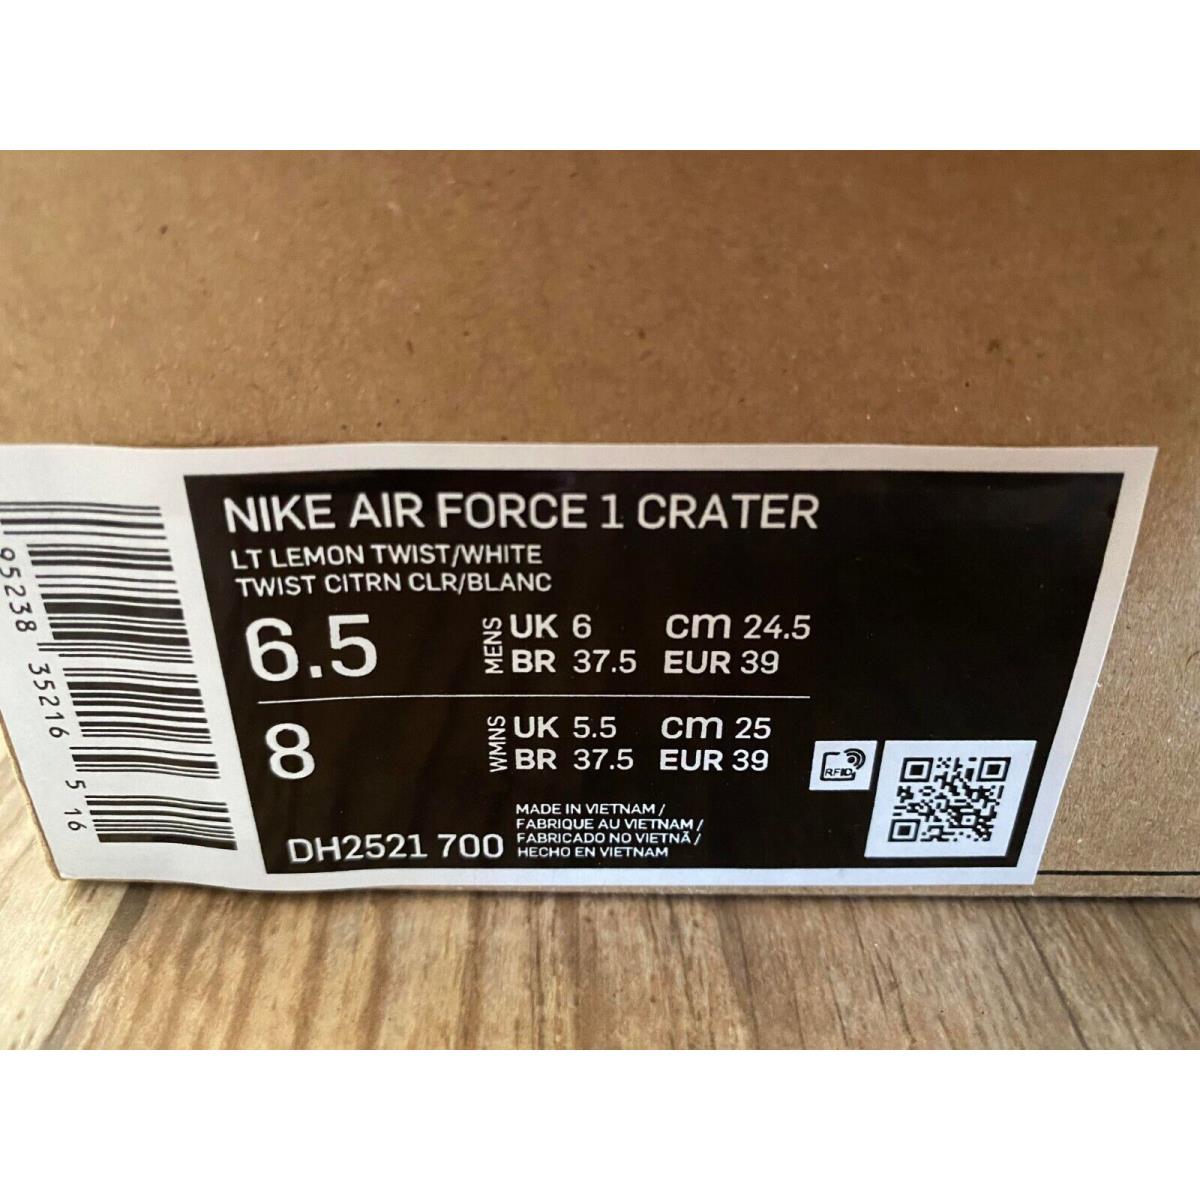 NIKE AIR FORCE 1 CRATER
LT LEMON TWIST/WHITE
TWIST CITRN CLR/BLANC
6.5 MENS UK 6 cm 24.5
BR 37.5 EUR 39
8 WMNS UK 5.5 cm 25
BR 37.5 EUR 39
RFID
DH2521 700
MADE IN VIETNAM /
FABRIQUE AU VIETNAM /
FABRICADO NO VIETNÃ /
HECHO EN VIETNAM
95238 35216 5 16